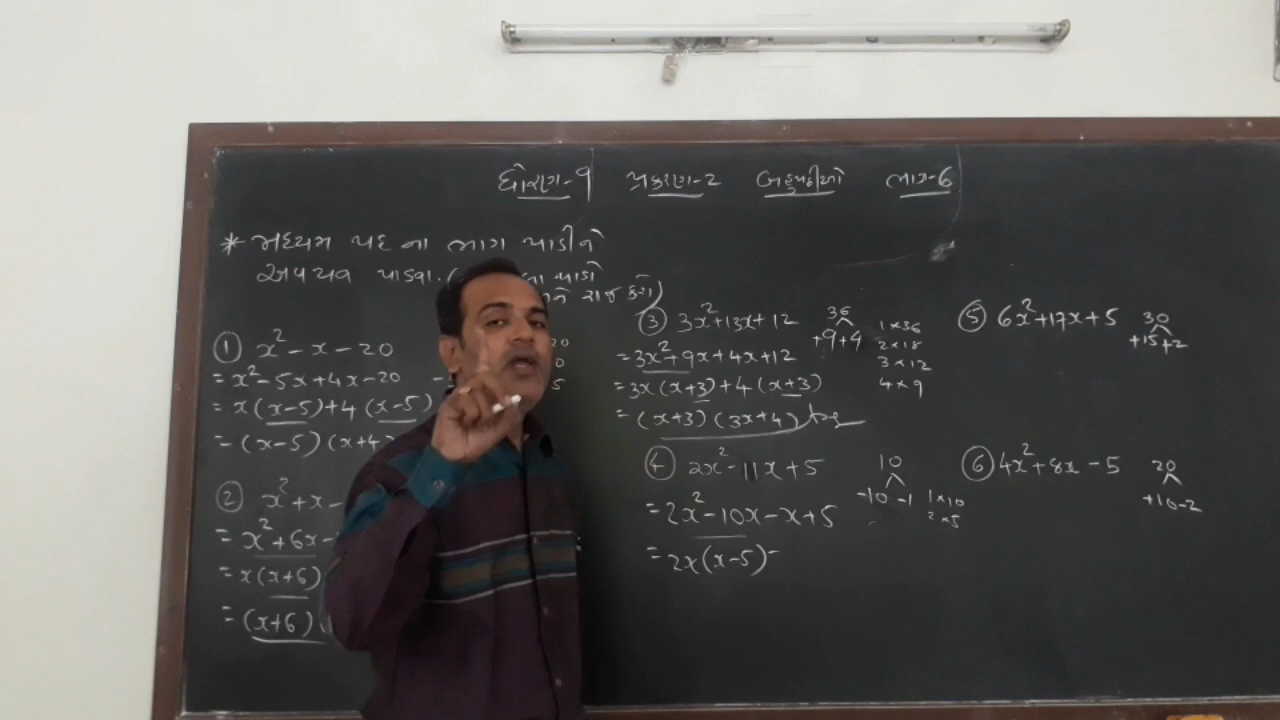 ધોરણ-9 પ્રકરણ-2 બહુપદીઓ ભાગ-6
* મધ્યમ પદ ના ભાગ પાડીને
અવયવ પાડવા.
① x² - x - 20
= x² - 5x + 4x - 20
= x(x-5) + 4(x-5)
= (x-5)(x+4
② x² + x -
= x² + 6x -
= x(x+6)
= (x+6)(
③ 3x² + 13x + 12 36
+9 +4
1 × 36
2 × 18
3 × 12
4 × 9
= 3x² + 9x + 4x + 12
= 3x(x+3) + 4(x+3)
= (x+3)(3x+4)
④ 2x² - 11x + 5 10
-10 -1
1 × 10
2 × 5
= 2x² - 10x - x + 5
= 2x(x-5) -
⑤ 6x² + 17x + 5 30
+15 +2
⑥ 4x² + 8x - 5 20
+10 -2